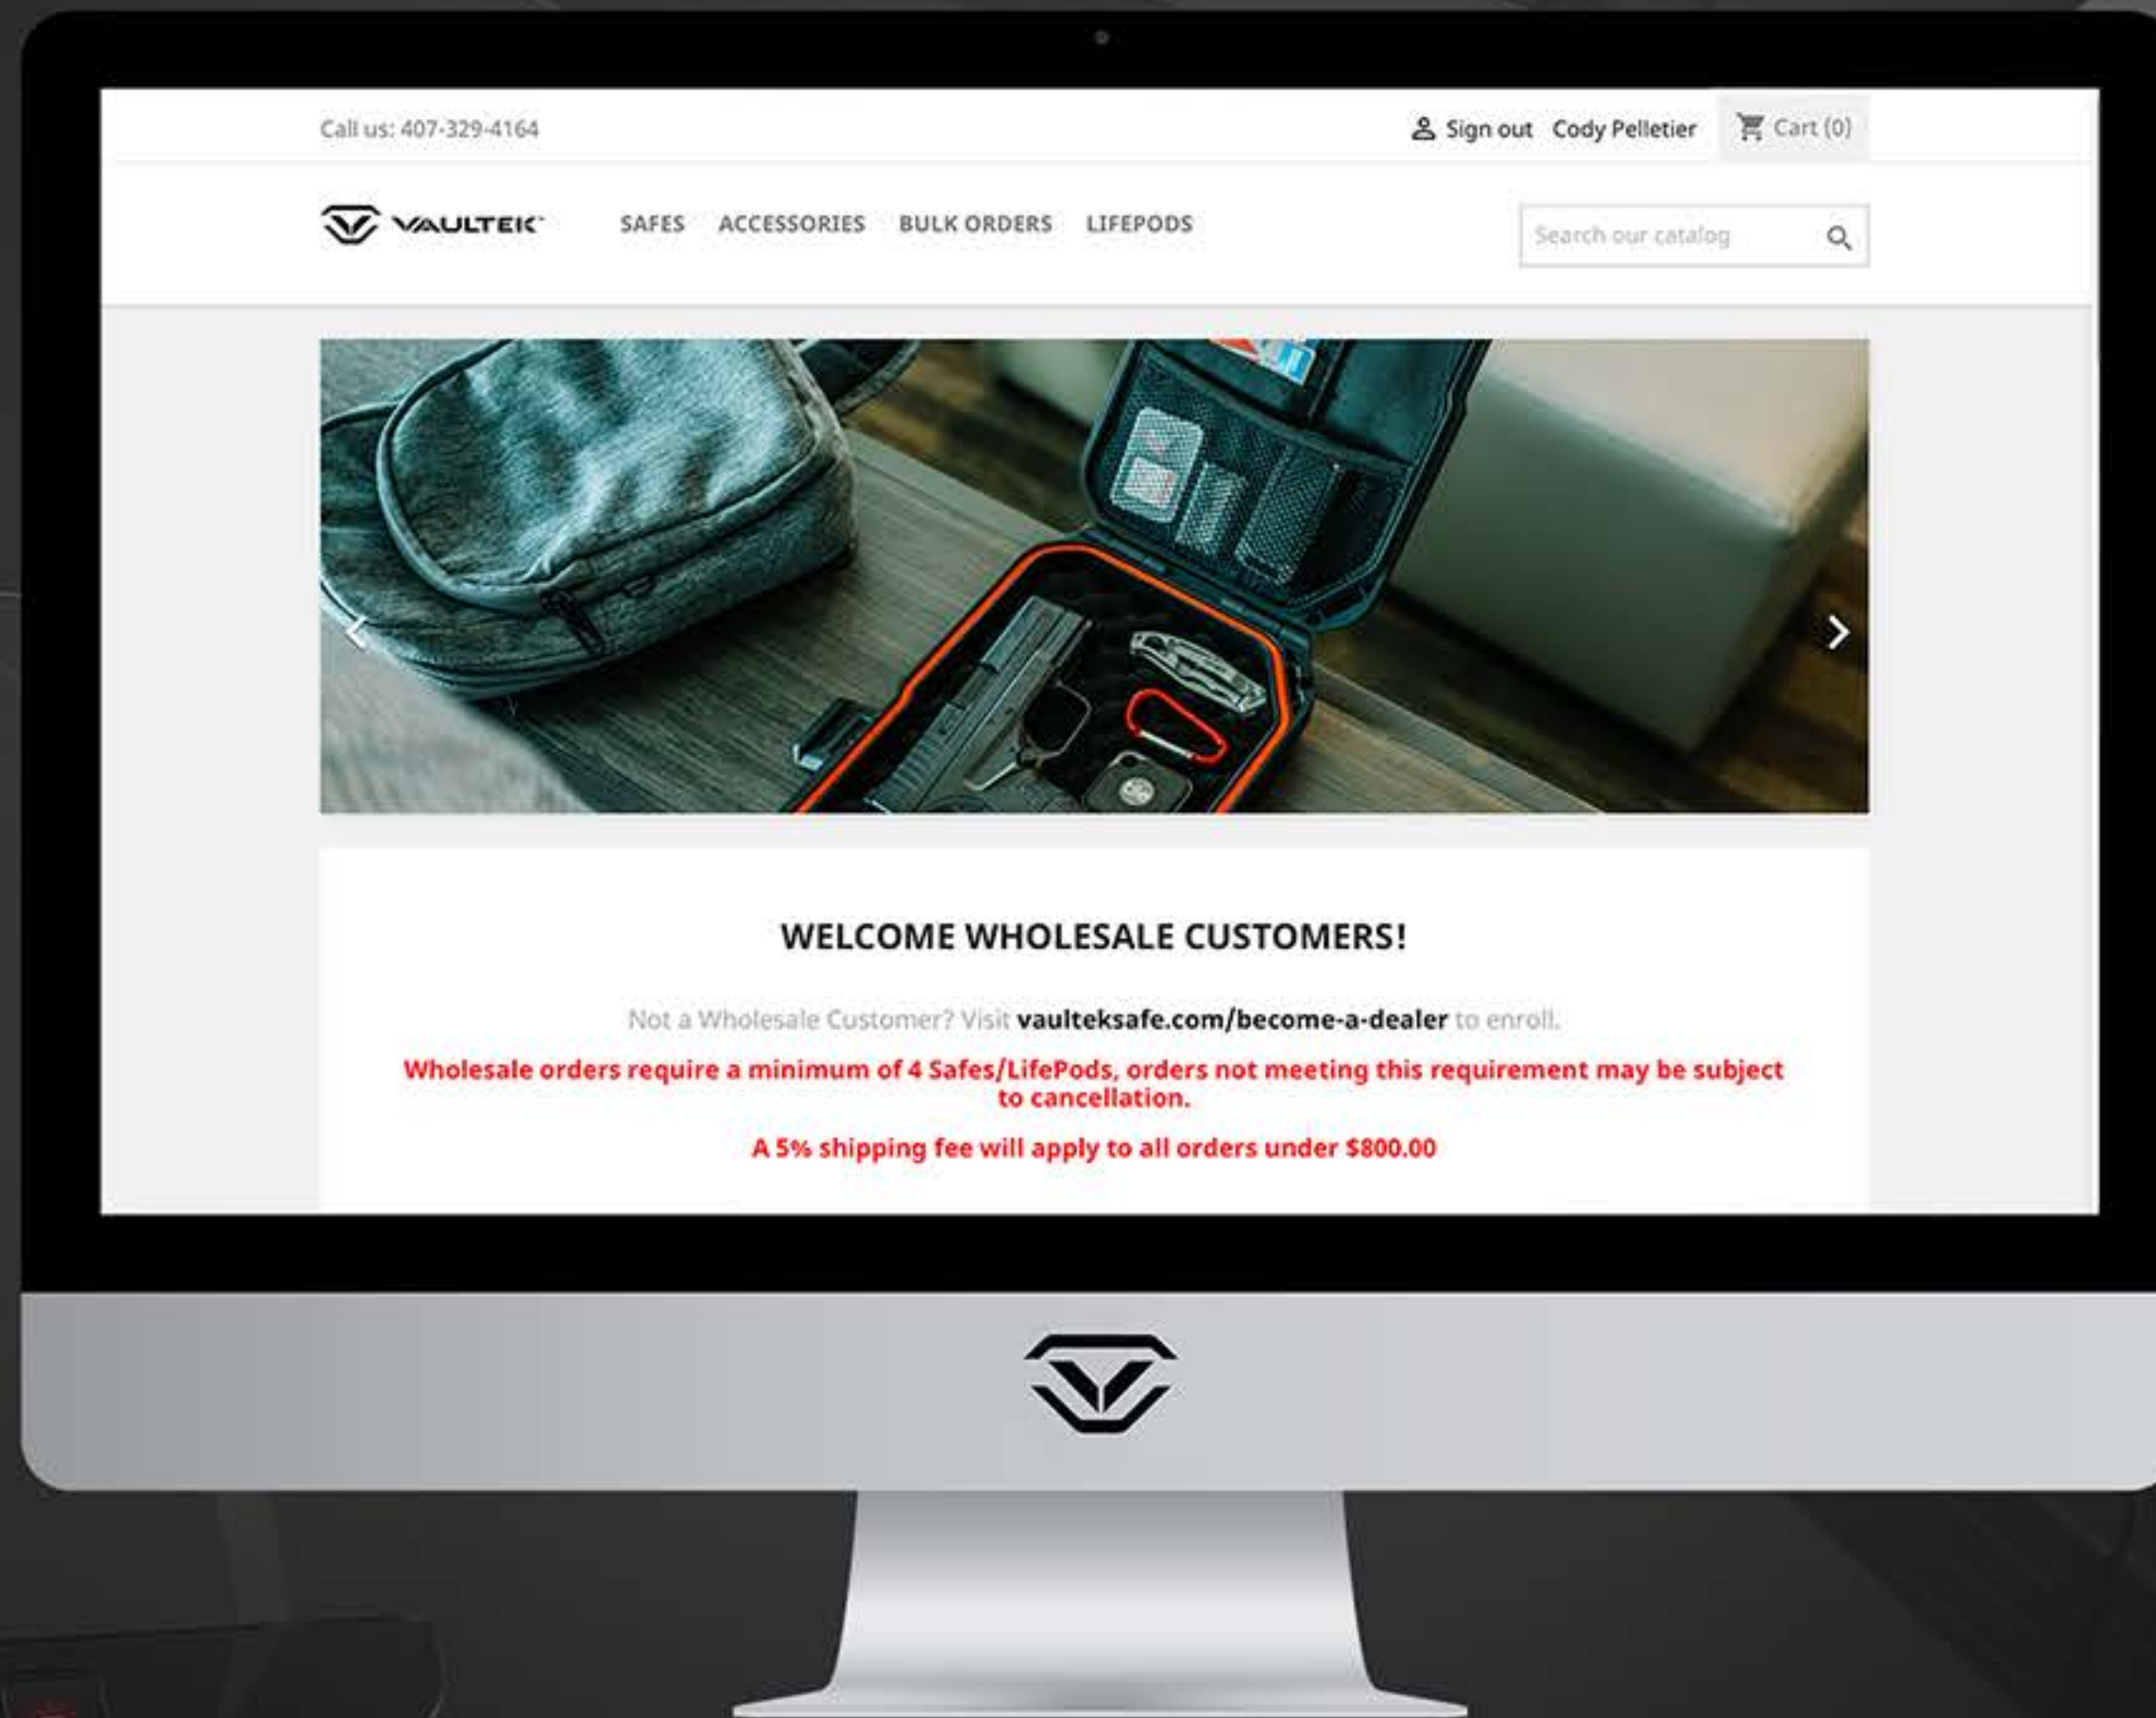 Call us: 407-329-4164
Sign out Cody Pelletier Cart (0)
VAULTEK
SAFES ACCESSORIES BULK ORDERS LIFEPODS
Search our catalog
WELCOME WHOLESALE CUSTOMERS!
Not a Wholesale Customer? Visit vaulteksafe.com/become-a-dealer to enroll.
Wholesale orders require a minimum of 4 Safes/LifePods, orders not meeting this requirement may be subject
to cancellation.
A 5% shipping fee will apply to all orders under $800.00